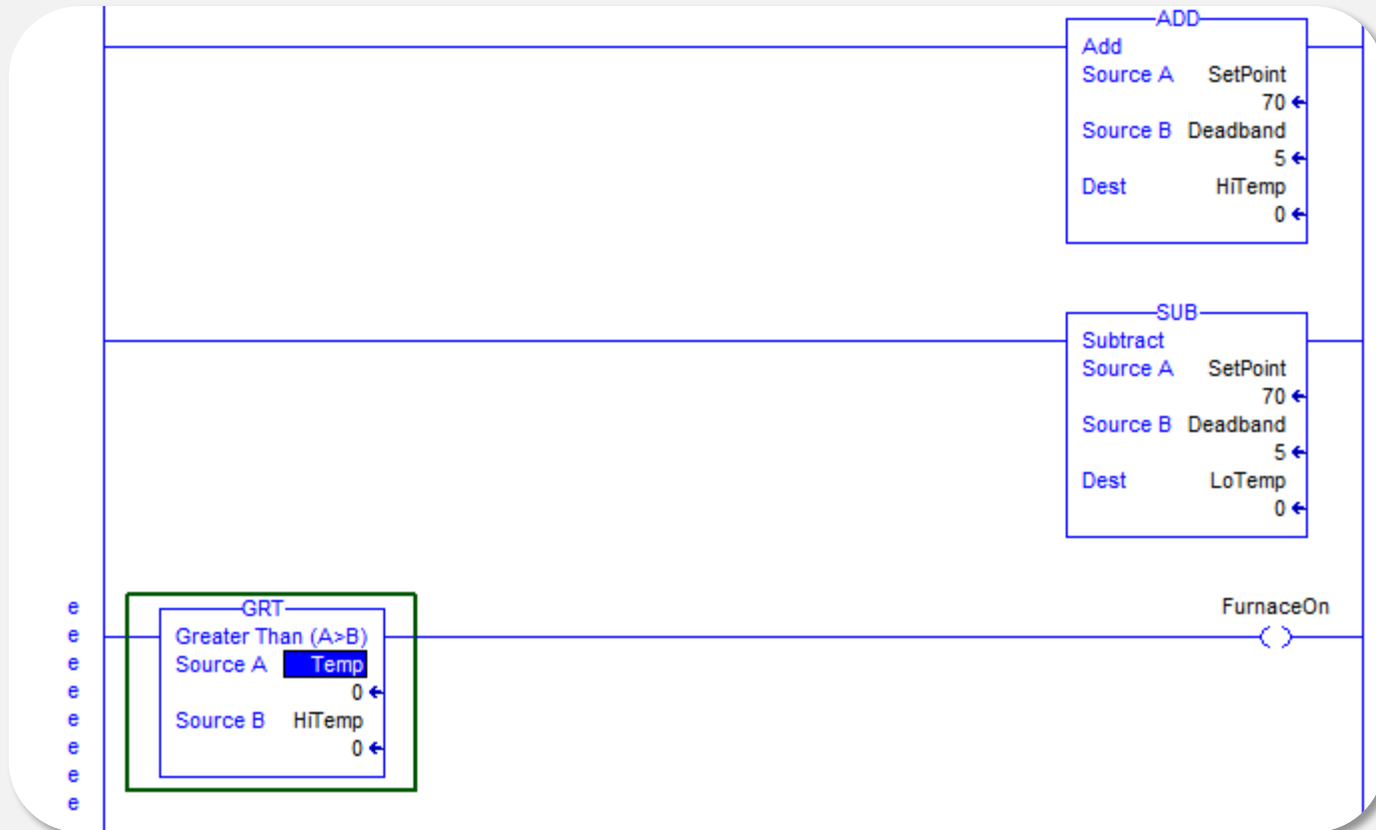 ADD
Add
Source A SetPoint
70
Source B Deadband
5
Dest HiTemp
0
SUB
Subtract
Source A SetPoint
70
Source B Deadband
5
Dest LoTemp
0
e
e
e
e
e
e
e
e
GRT
Greater Than (A>B)
Source A Temp
0
Source B HiTemp
0
FurnaceOn